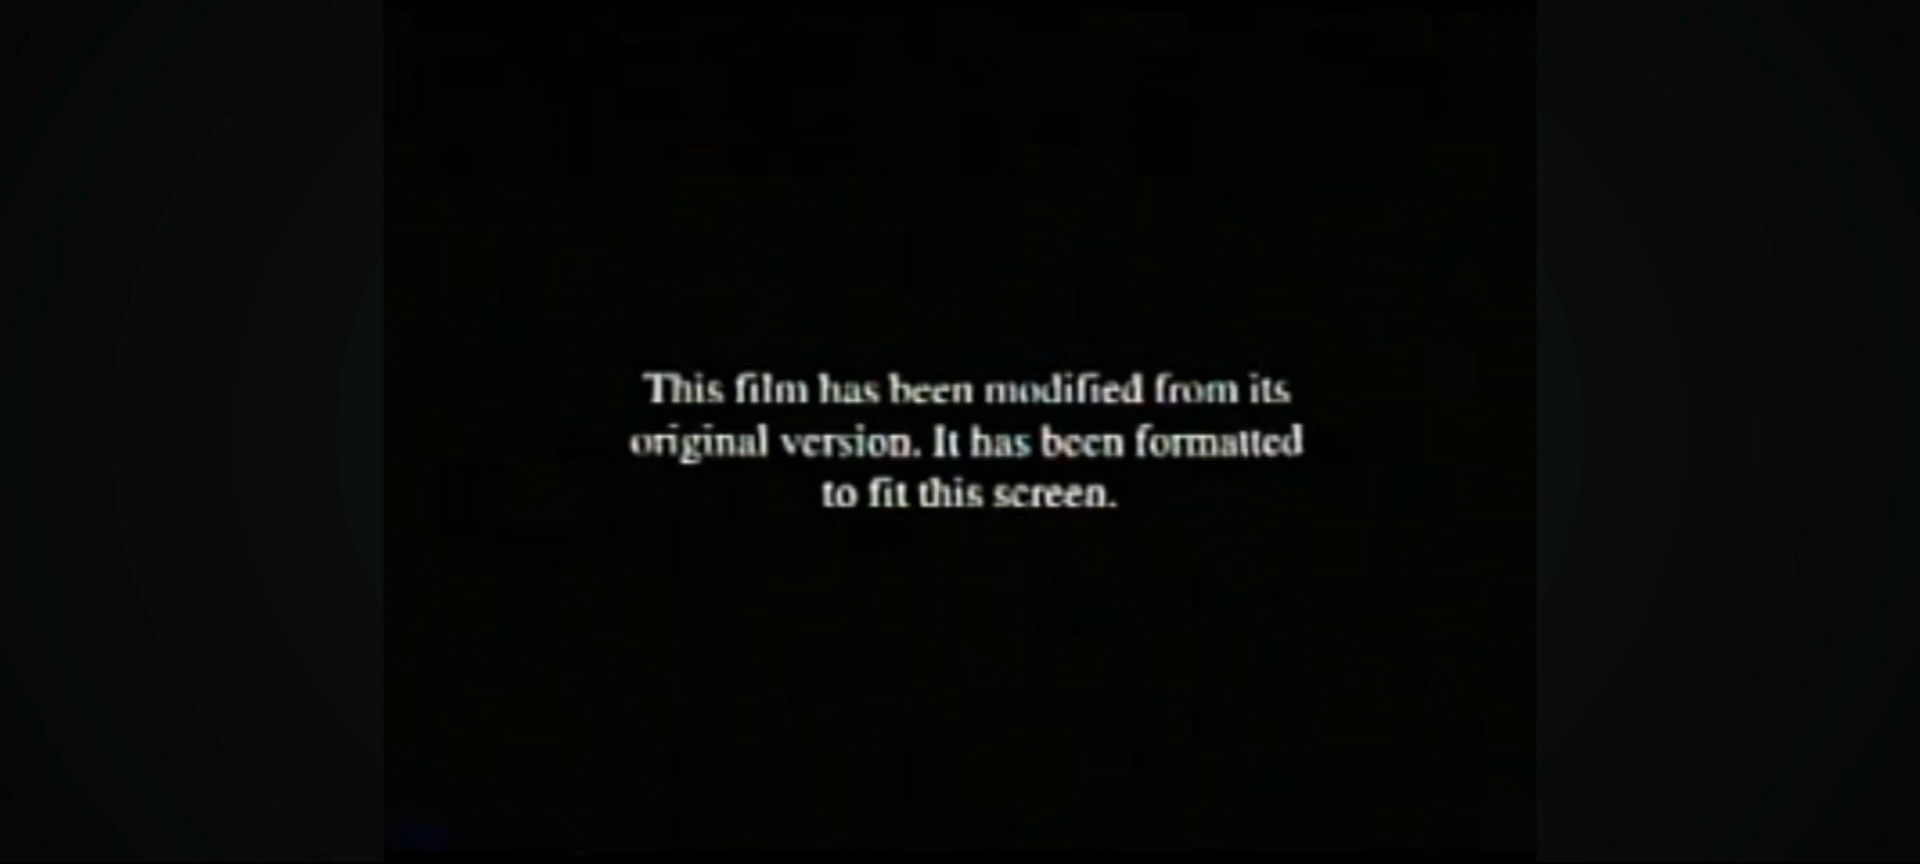 This film has been modified from its
original version. It has been formatted
to fit this screen.